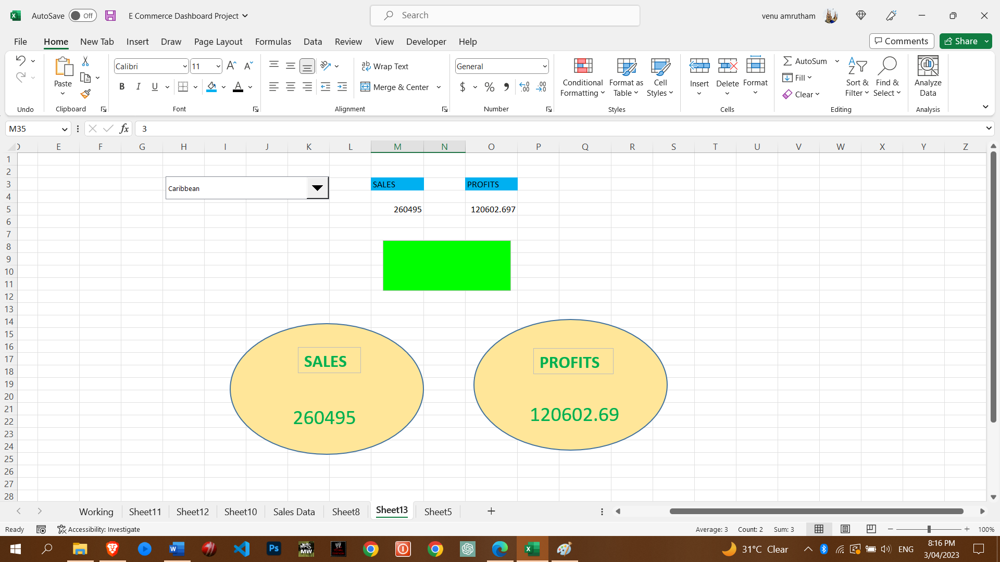 AutoSave Off E Commerce Dashboard Project Search venu amrutham
File Home New Tab Insert Draw Page Layout Formulas Data Review View Developer Help Comments Share
Calibri 11 Wrap Text General AutoSum
Paste B I U Merge & Center $ % Conditional Formatting Format as Table Cell Styles Insert Delete Format Fill Clear Sort & Filter Find & Select Analyze Data
Undo Clipboard Font Alignment Number Styles Cells Editing Analysis
M35 fx 3
D E F G H I J K L M N O P Q R S T U V W X Y Z
1
2
3 SALES PROFITS
Caribbean
4
5 260495 120602.697
6
7
8
9
10
11
12
13
14
15
16
17 SALES PROFITS
18
19
20
21
22 260495 120602.69
23
24
25
26
27
28
Working Sheet11 Sheet12 Sheet10 Sales Data Sheet8 Sheet13 Sheet5
Ready Accessibility: Investigate Average: 3 Count: 2 Sum: 3 100%
31°C Clear ENG 8:16 PM
3/04/2023